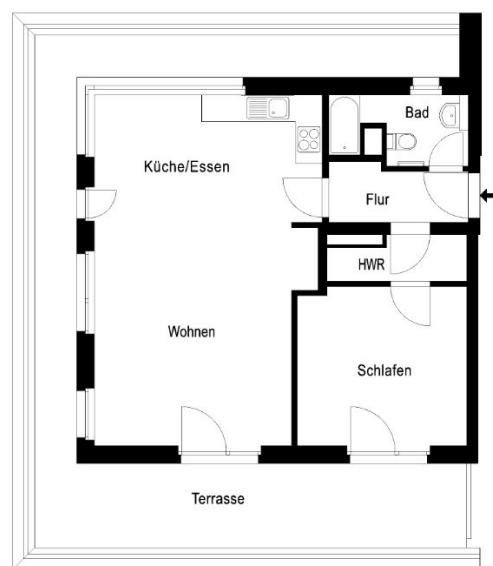 Bad
Küche/Essen
Flur
HWR
Wohnen
Schlafen
Terrasse